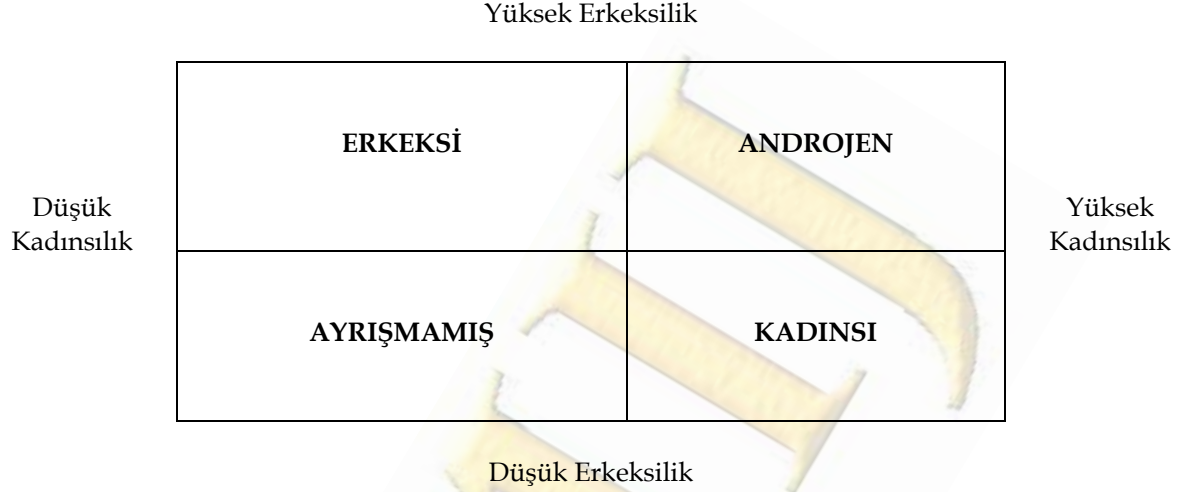 Yüksek Erkeksilik
ERKEKSİ
ANDROJEN
Düşük
Kadınsılık
Yüksek
Kadınsılık
AYRIŞMAMIŞ
KADINSI
Düşük Erkeksilik